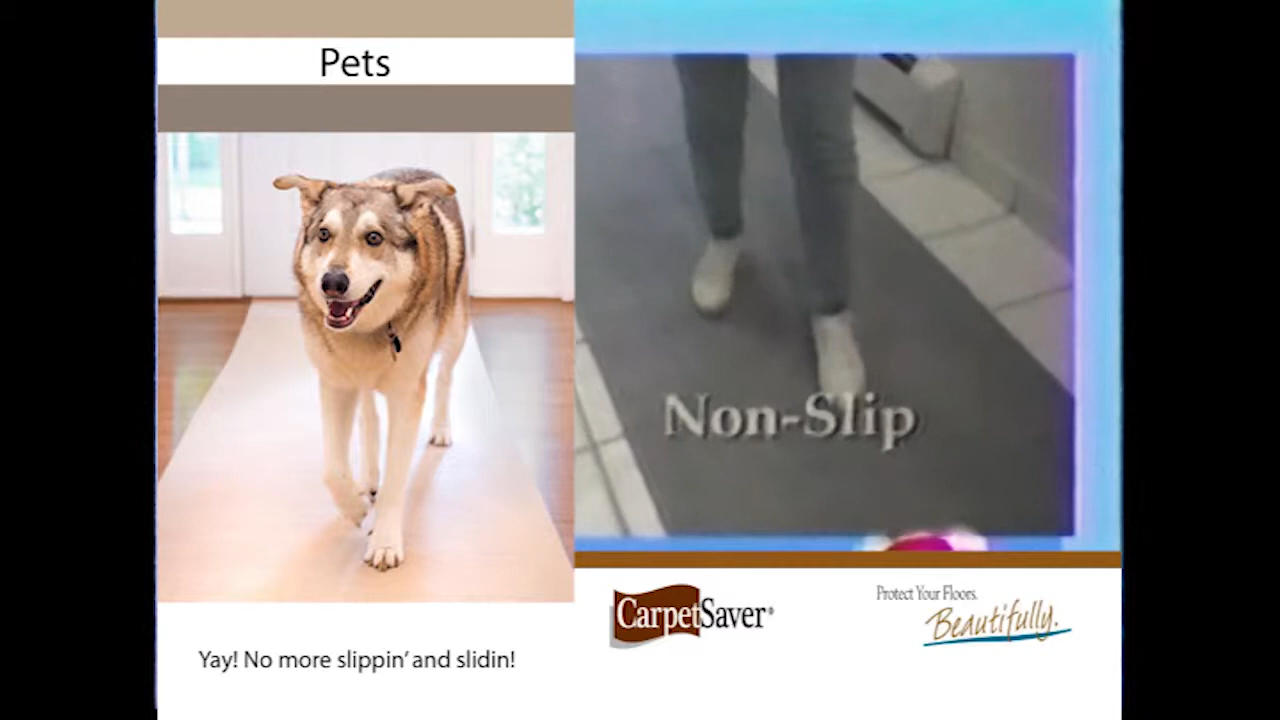 Pets
Non-Slip
CarpetSaver®
Protect Your Floors.
Beautifully.
Yay! No more slippin' and slidin!